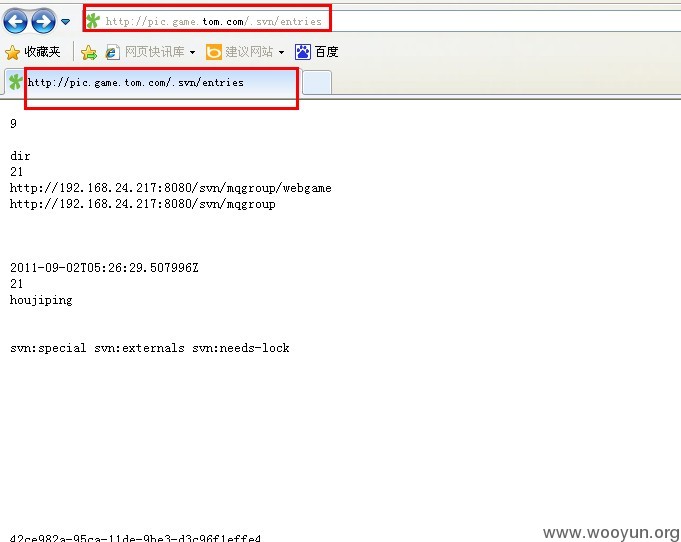 http://pic.game.tom.com/.svn/entries
收藏夹 网页快讯库 建议网站 百度
http://pic.game.tom.com/.svn/entries
9
dir
21
http://192.168.24.217:8080/svn/mqgroup/webgame
http://192.168.24.217:8080/svn/mqgroup
2011-09-02T05:26:29.507996Z
21
houjiping
svn:special svn:externals svn:needs-lock
42ce982a-95ca-11de-9be3-d3c96f1effe4
www.wooyun.org